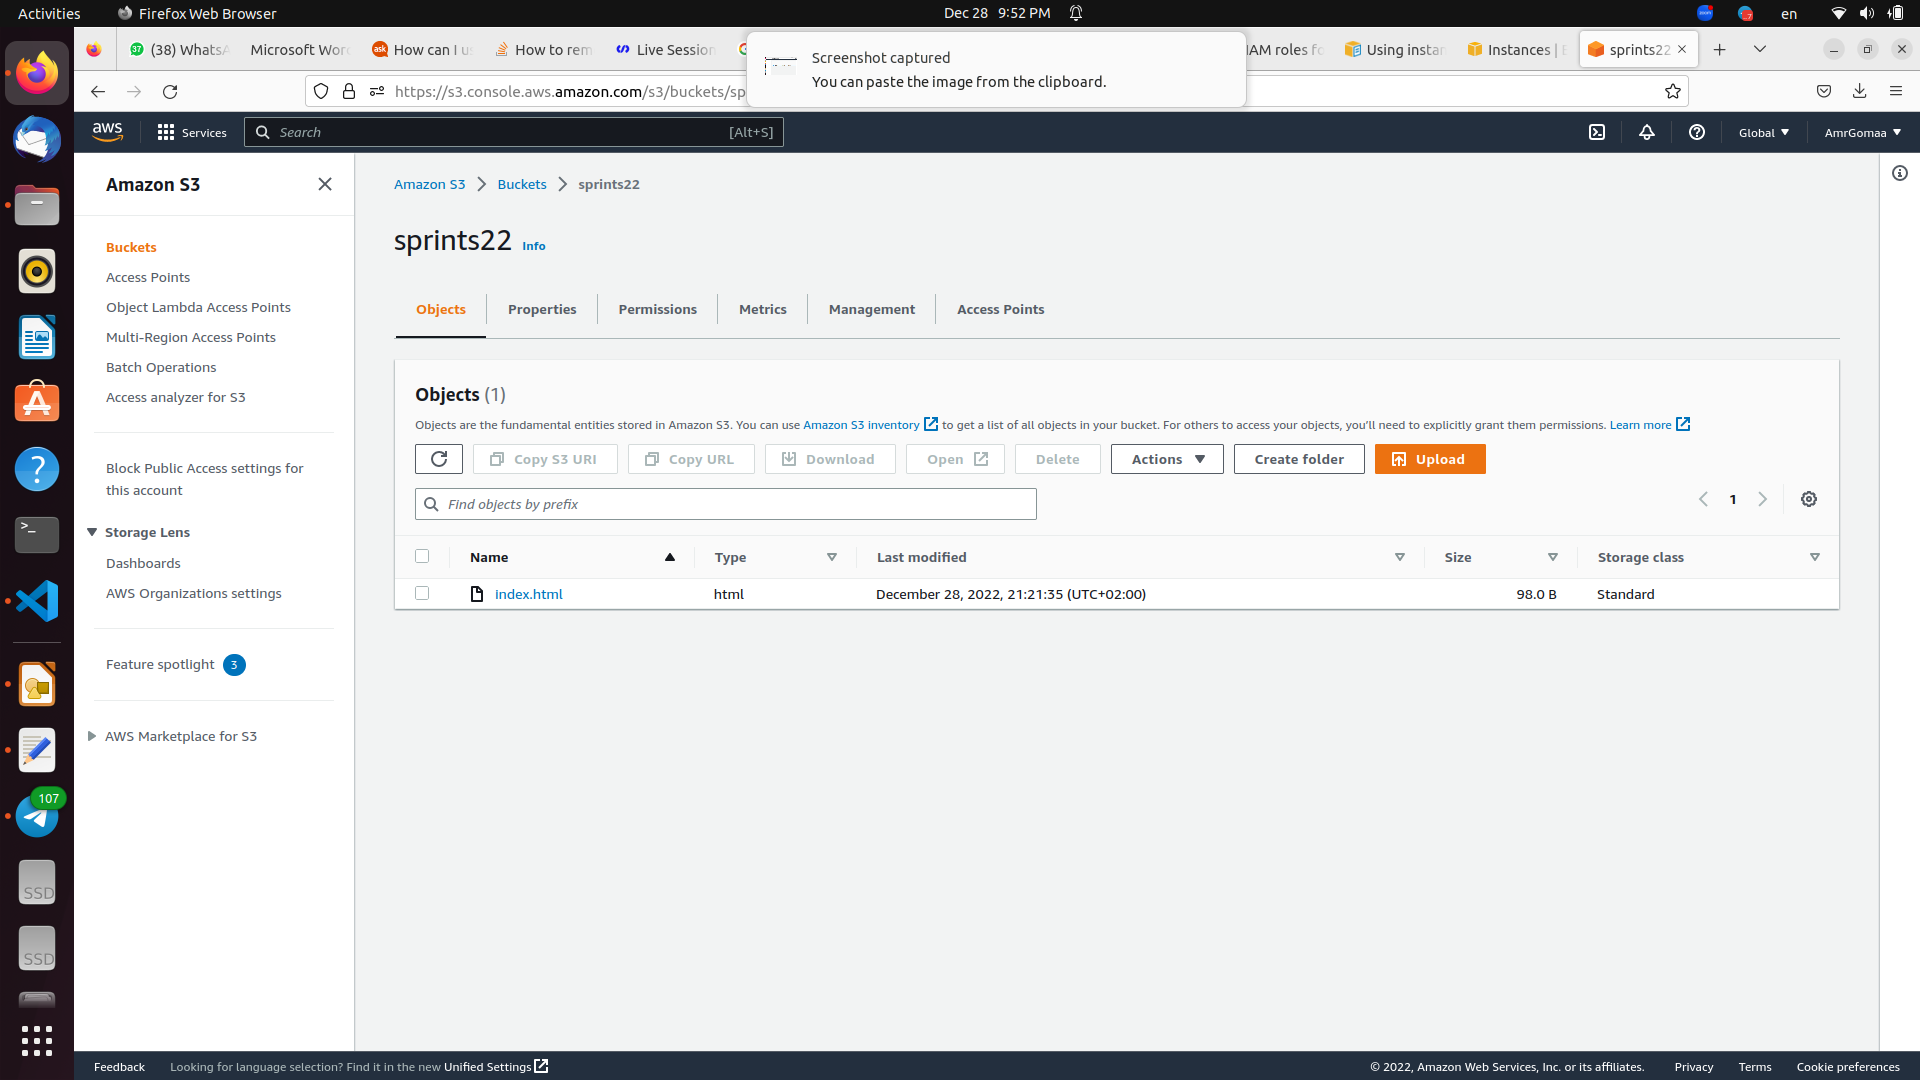 Activities Firefox Web Browser Dec 28 9:52 PM zoom en
37 (38) Whats Microsoft Wor ask How can I u How to rem Live Session AM roles fo Using instan Instances | sprints22
Screenshot captured
You can paste the image from the clipboard.
https://s3.console.aws.amazon.com/s3/buckets/sp
aws Services Search [Alt+S] Global AmrGomaa
Amazon S3
Buckets
Access Points
Object Lambda Access Points
Multi-Region Access Points
Batch Operations
Access analyzer for S3
Block Public Access settings for
this account
Storage Lens
Dashboards
AWS Organizations settings
Feature spotlight 3
AWS Marketplace for S3
Amazon S3 Buckets sprints22
sprints22 Info
Objects Properties Permissions Metrics Management Access Points
Objects (1)
Objects are the fundamental entities stored in Amazon S3. You can use Amazon S3 inventory to get a list of all objects in your bucket. For others to access your objects, you'll need to explicitly grant them permissions. Learn more
Copy S3 URI Copy URL Download Open Delete Actions Create folder Upload
Find objects by prefix 1
Name Type Last modified Size Storage class
index.html html December 28, 2022, 21:21:35 (UTC+02:00) 98.0 B Standard
107
SSD
SSD
Feedback Looking for language selection? Find it in the new Unified Settings © 2022, Amazon Web Services, Inc. or its affiliates. Privacy Terms Cookie preferences